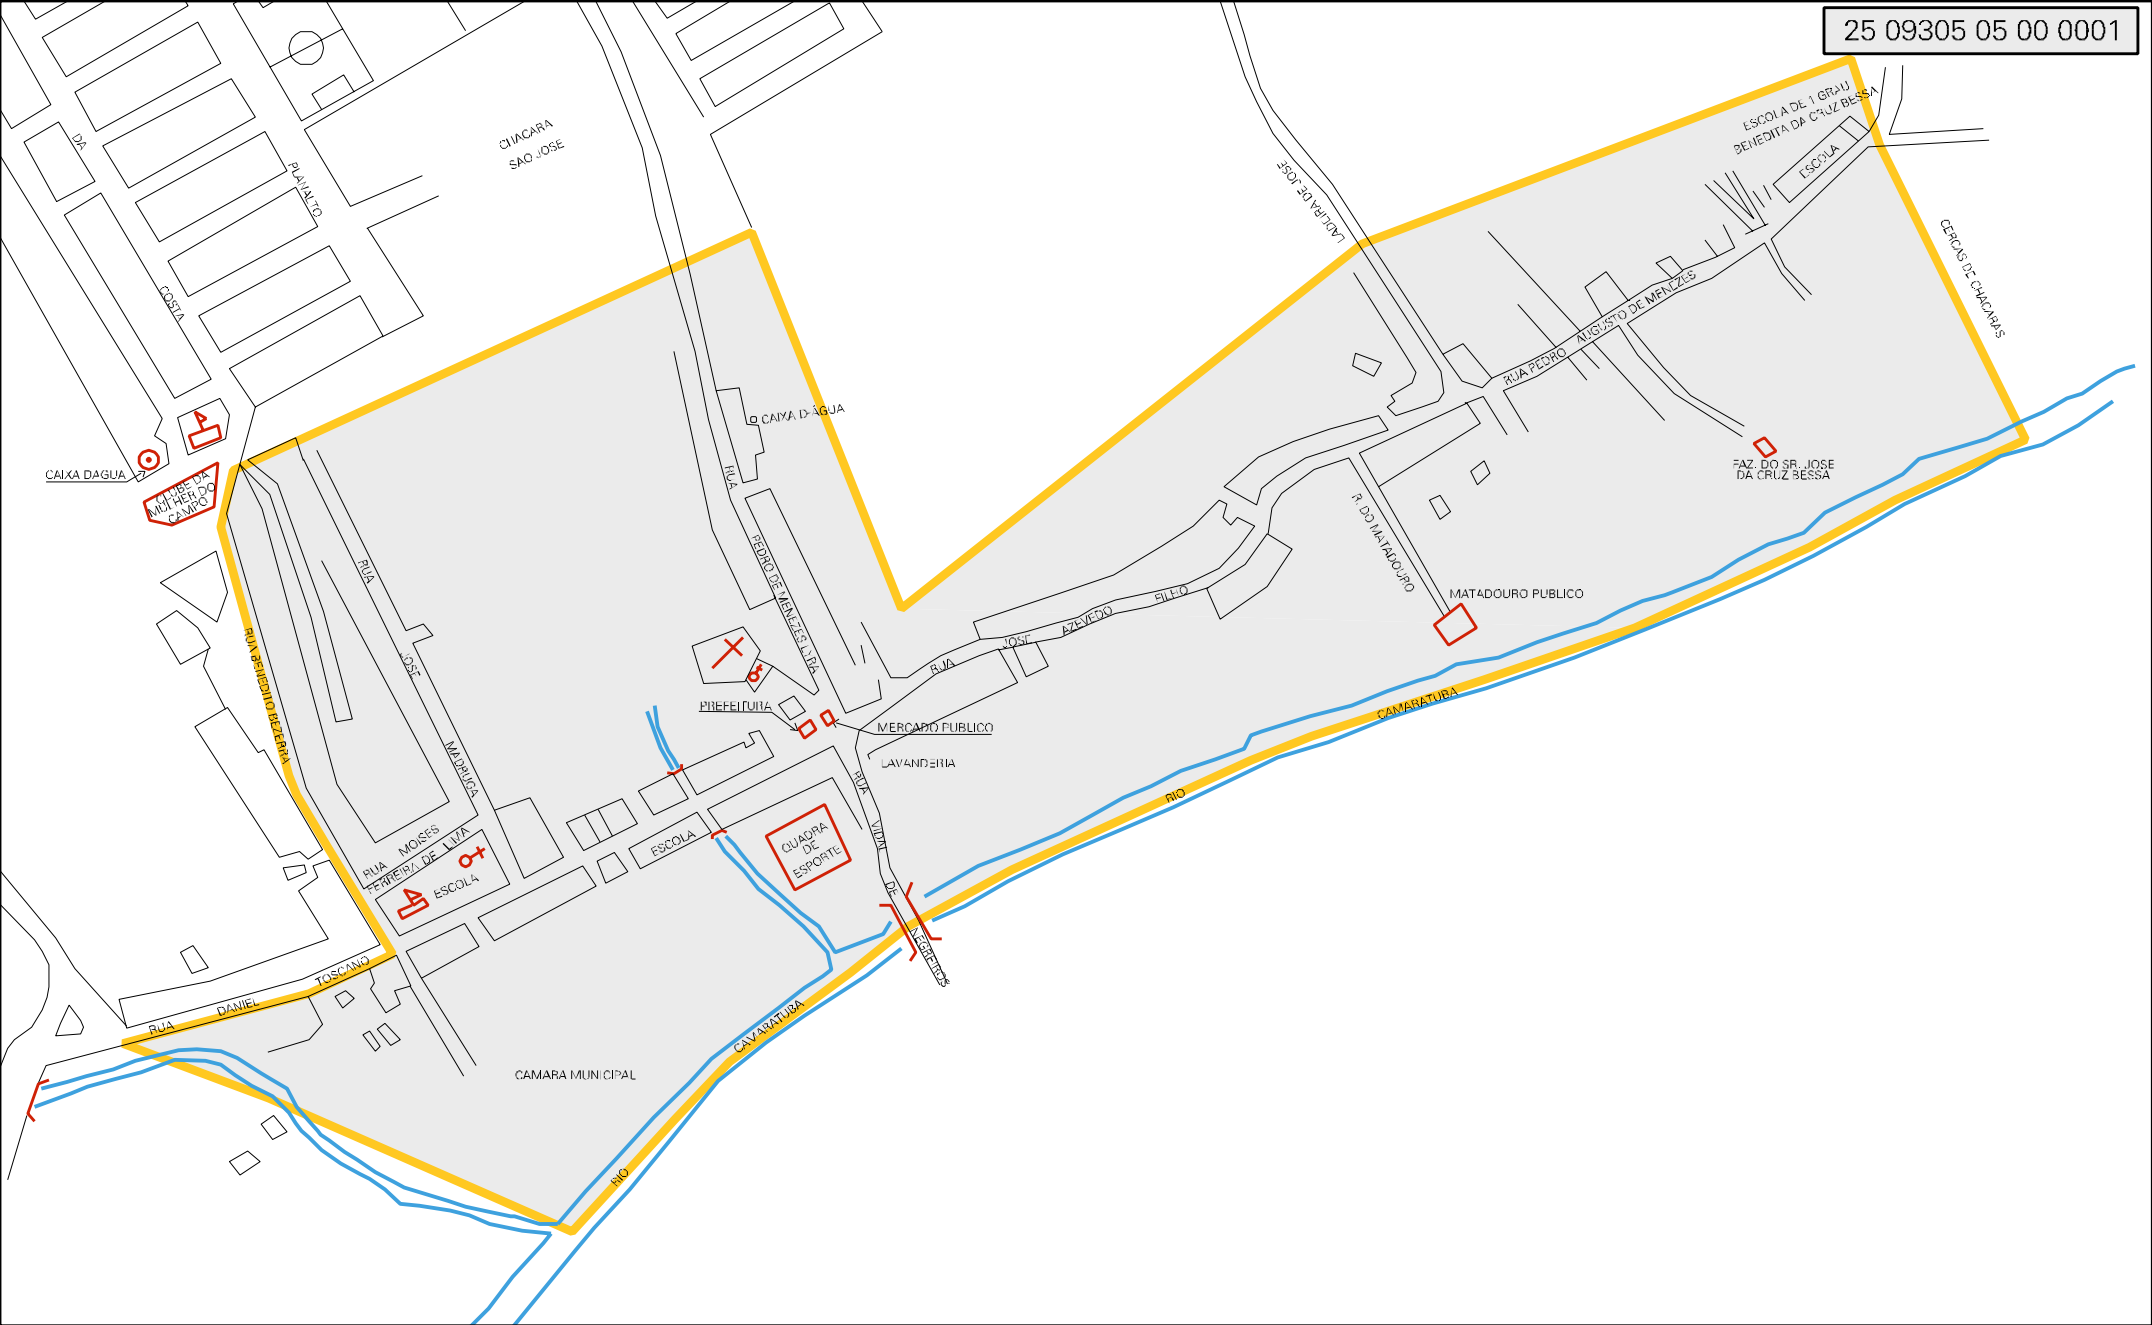 25 09305 05 00 0001
ESCOLA DE 1 GRAU
BENEDITA DA CRUZ BESSA
ESCOLA
CHACARA
SAO JOSE
DA
PLANALTO
COSTA
LADEIRA DE JOSE
CERCAS DE CHACARAS
RUA PEDRO AUGUSTO DE MENEZES
CAIXA D-ÁGUA
CAIXA DAGUA
CLUBE DA
MULHER DO
CAMPO
FAZ. DO SR. JOSE
DA CRUZ BESSA
RUA PEDRO DE MENEZES LYRA
R. DO MATADOURO
MATADOURO PUBLICO
RUA JOSE AZEVEDO FILHO
RUA JOSE MADRUGA
RUA BENEDITO BEZERRA
PREFEITURA
MERCADO PUBLICO
LAVANDERIA
RIO CAMARATUBA
RUA VIDAL DE NEGREIROS
QUADRA
DE
ESPORTE
ESCOLA
RUA MOISES
FERREIRA DE LIMA
ESCOLA
RUA DANIEL TOSCANO
CAMARA MUNICIPAL
RIO CAMARATUBA